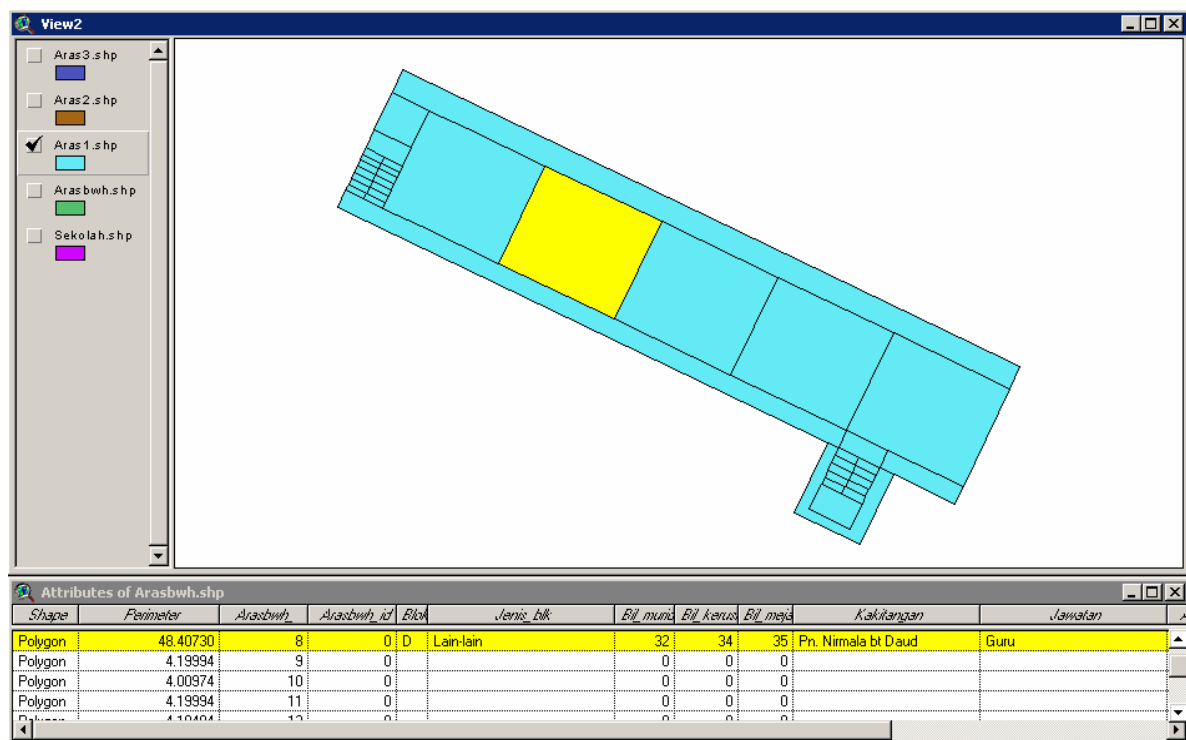 View2
Aras3.shp
Aras2.shp
Aras1.shp
Arasbwh.shp
Sekolah.shp
Attributes of Arasbwh.shp
Shape Perimeter Arasbwh_ Arasbwh_id Blok Jenis_blk Bil_murid Bil_kerus Bil_meja Kakitangan Jawatan
Polygon 48.40730 8 0 D Lain-lain 32 34 35 Pn. Nirmala bt Daud Guru
Polygon 4.19994 9 0 0 0 0
Polygon 4.00974 10 0 0 0 0
Polygon 4.19994 11 0 0 0 0